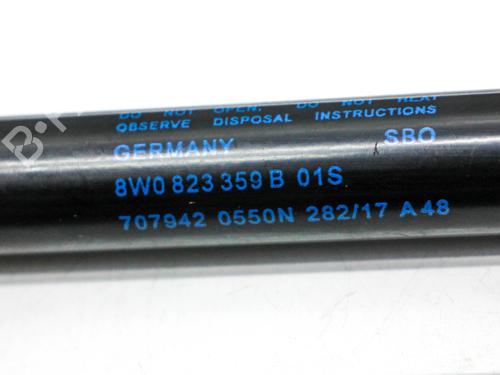 DO NOT OPEN. DO NOT HEAT
OBSERVE DISPOSAL INSTRUCTIONS
GERMANY SBO
8W0 823 359 B 01S
707942 0550N 282/17 A48